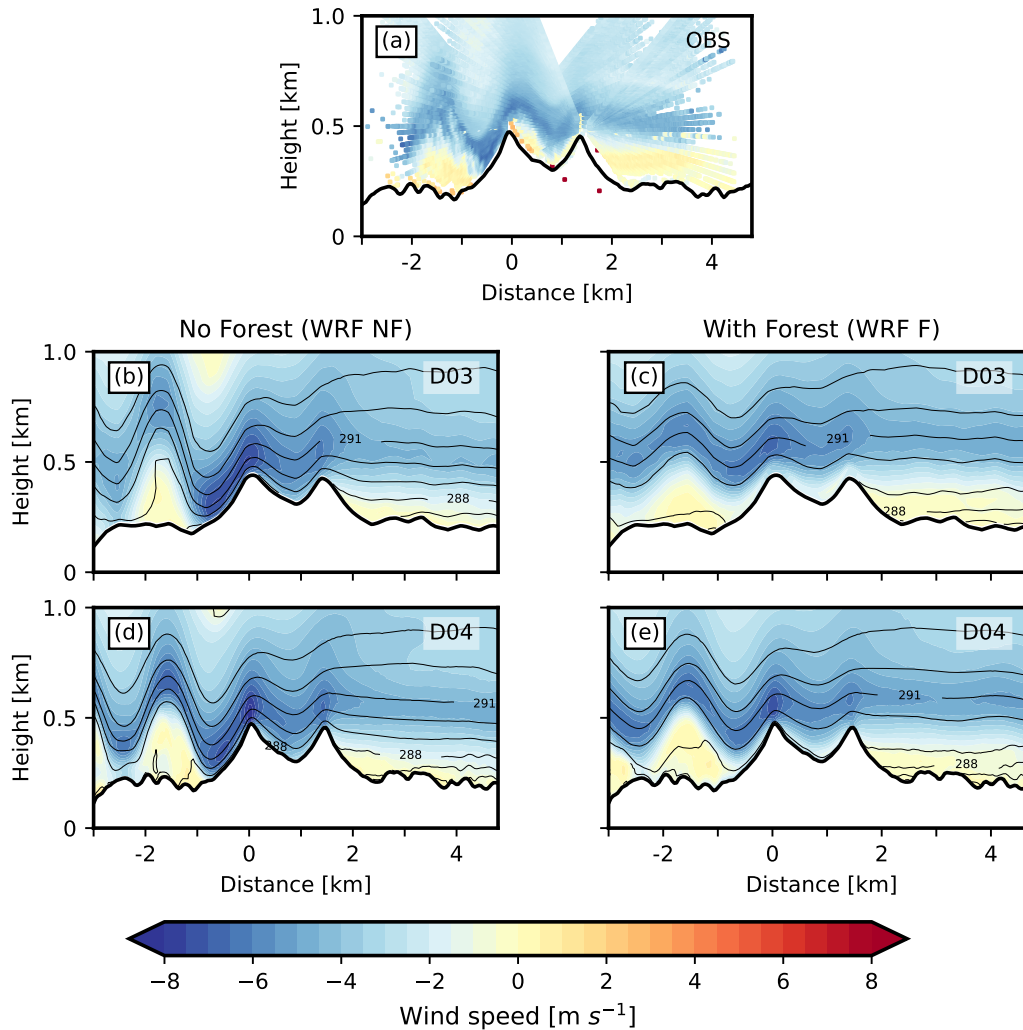 1.0
(a)
OBS
Height [km]
0.5
0
-2
0
2
4
Distance [km]
No Forest (WRF NF)
With Forest (WRF F)
1.0
(b)
D03
(c)
D03
Height [km]
0.5
291
291
288
288
0
1.0
(d)
D04
(e)
D04
Height [km]
0.5
291
291
288
288
288
0
-2
0
2
4
-2
0
2
4
Distance [km]
Distance [km]
−8
−6
−4
−2
0
2
4
6
8
Wind speed [m s⁻¹]